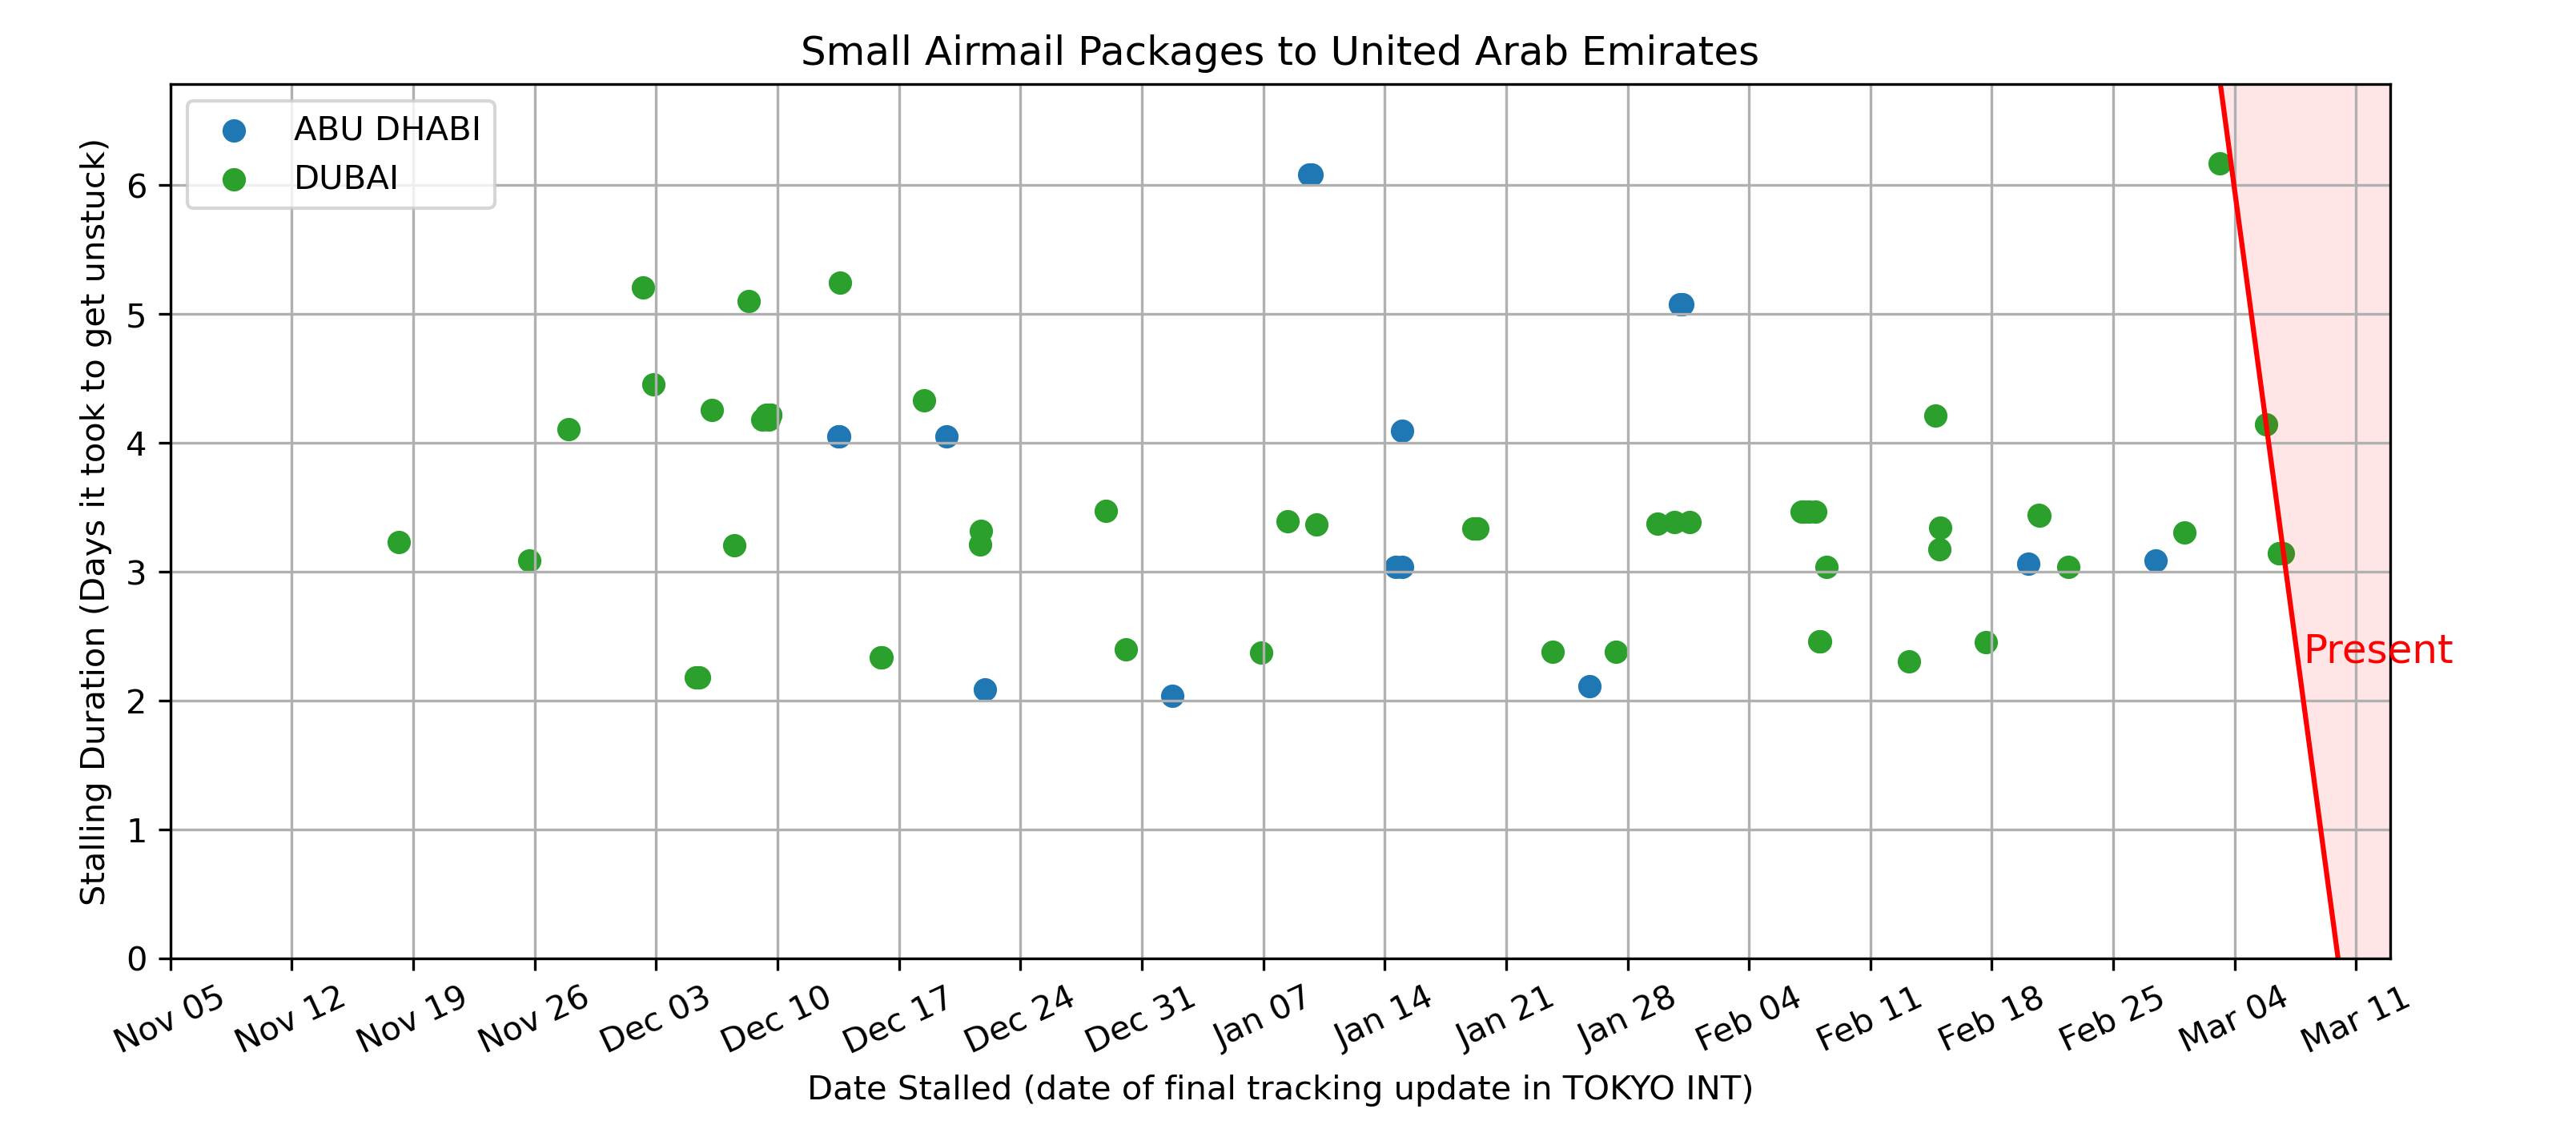 Small Airmail Packages to United Arab Emirates
ABU DHABI
DUBAI
Stalling Duration (Days it took to get unstuck)
6
5
4
3
2
1
0
Present
Nov 05
Nov 12
Nov 19
Nov 26
Dec 03
Dec 10
Dec 17
Dec 24
Dec 31
Jan 07
Jan 14
Jan 21
Jan 28
Feb 04
Feb 11
Feb 18
Feb 25
Mar 04
Mar 11
Date Stalled (date of final tracking update in TOKYO INT)